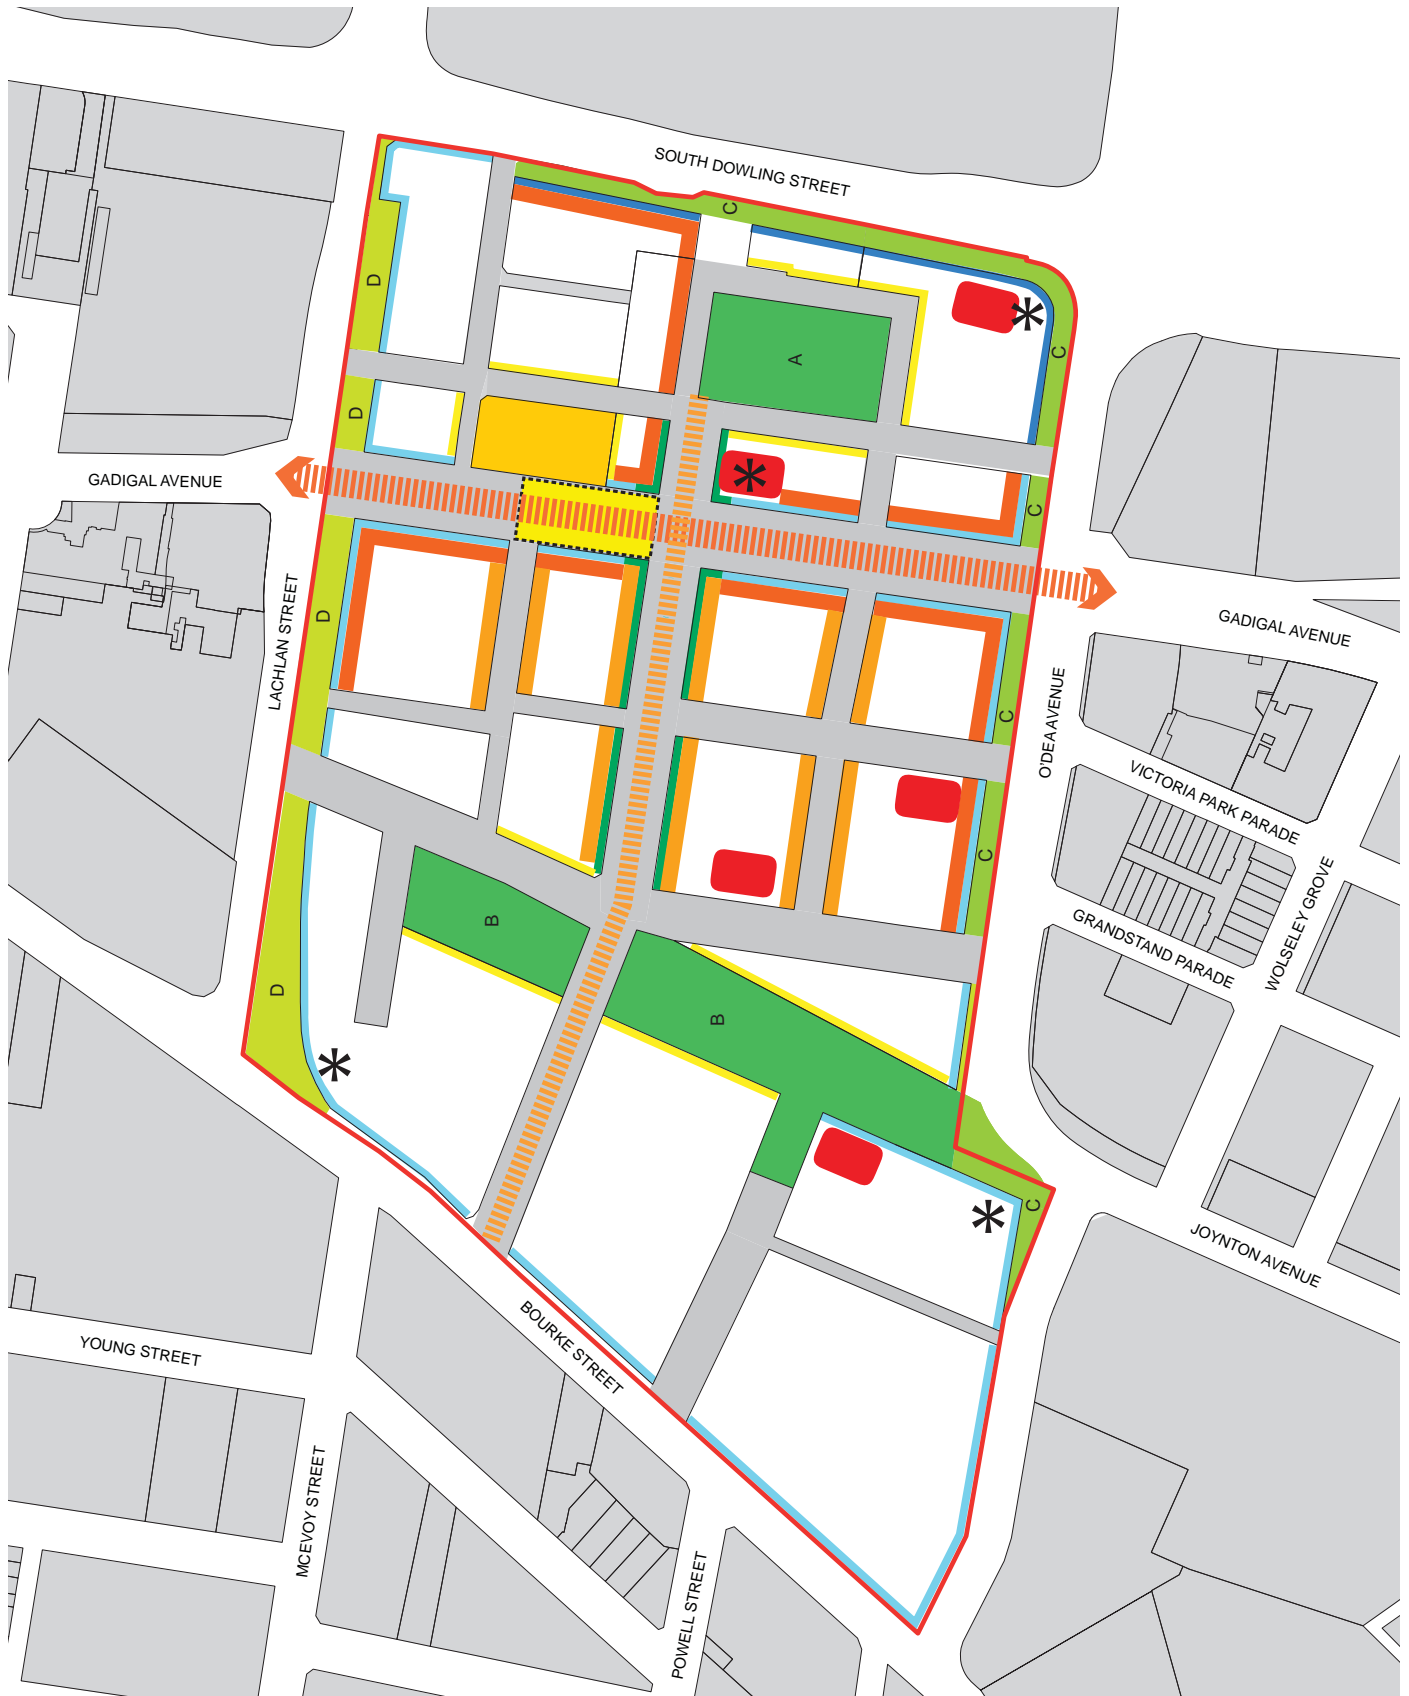 SOUTH DOWLING STREET
C
D
A
C
D
GADIGAL AVENUE
*
*
C
D
LACHLAN STREET
GADIGAL AVENUE
O'DEA AVENUE
C
VICTORIA PARK PARADE
C
WOLSELEY GROVE
GRANDSTAND PARADE
B
D
B
*
C
*
JOYNTON AVENUE
BOURKE STREET
YOUNG STREET
MCEVOY STREET
POWELL STREET